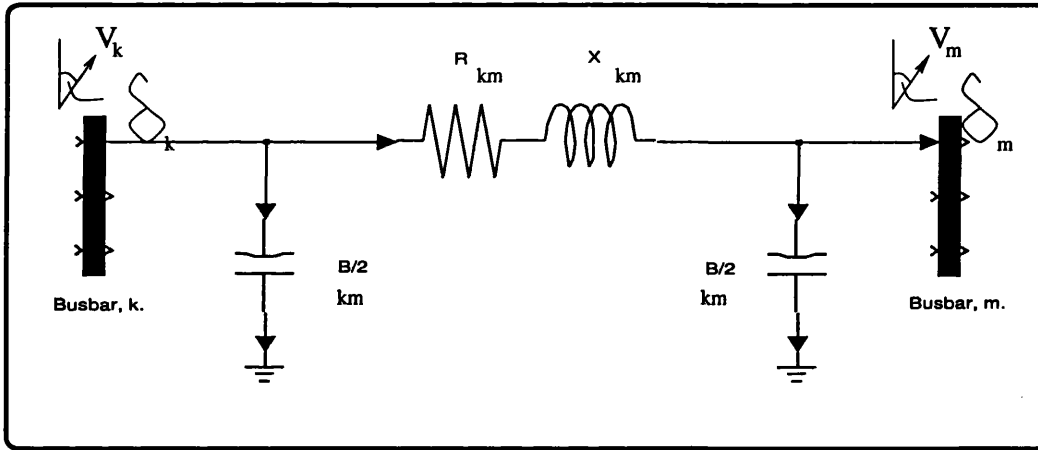 V k
V m
R km
X km
δ k
δ m
B/2 km
B/2 km
Busbar, k.
Busbar, m.